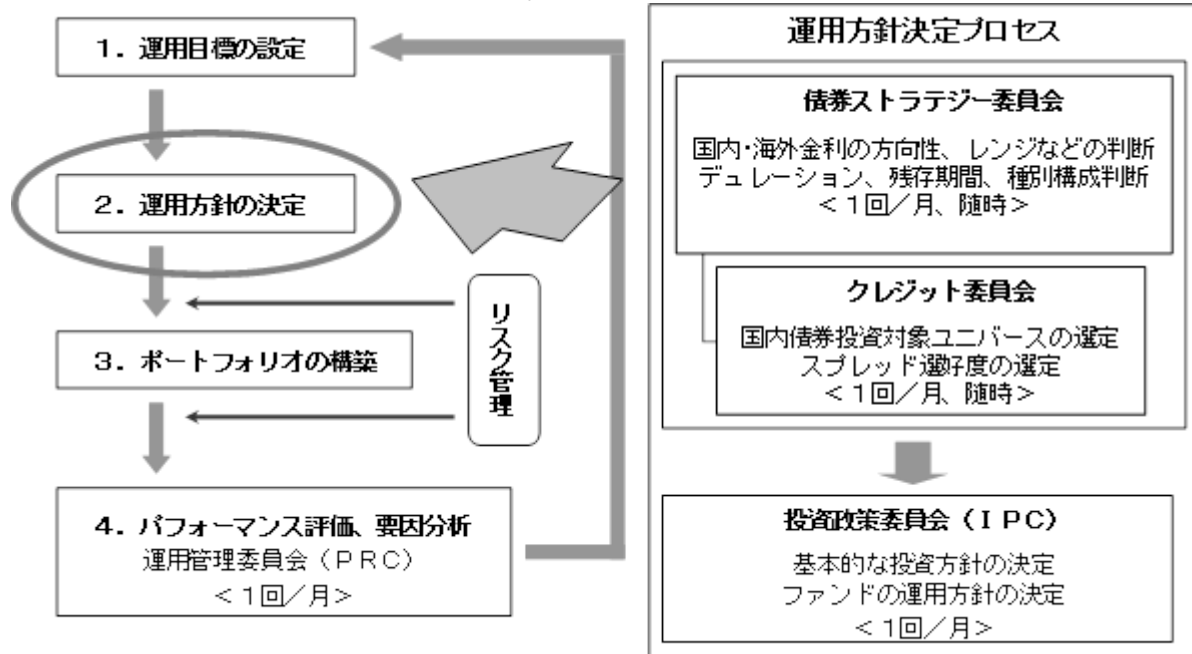 1．運用目標の設定
2．運用方針の決定
リスク管理
3．ポートフォリオの構築
4．パフォーマンス評価、要因分析
運用管理委員会（PRC）
＜1回／月＞
運用方針決定プロセス
債券ストラテジー委員会
国内・海外金利の方向性、レンジなどの判断
デュレーション、残存期間、種別構成判断
＜1回／月、随時＞
クレジット委員会
国内債券投資対象ユニバースの選定
スプレッド選好度の選定
＜1回／月、随時＞
投資政策委員会（IPC）
基本的な投資方針の決定
ファンドの運用方針の決定
＜1回／月＞